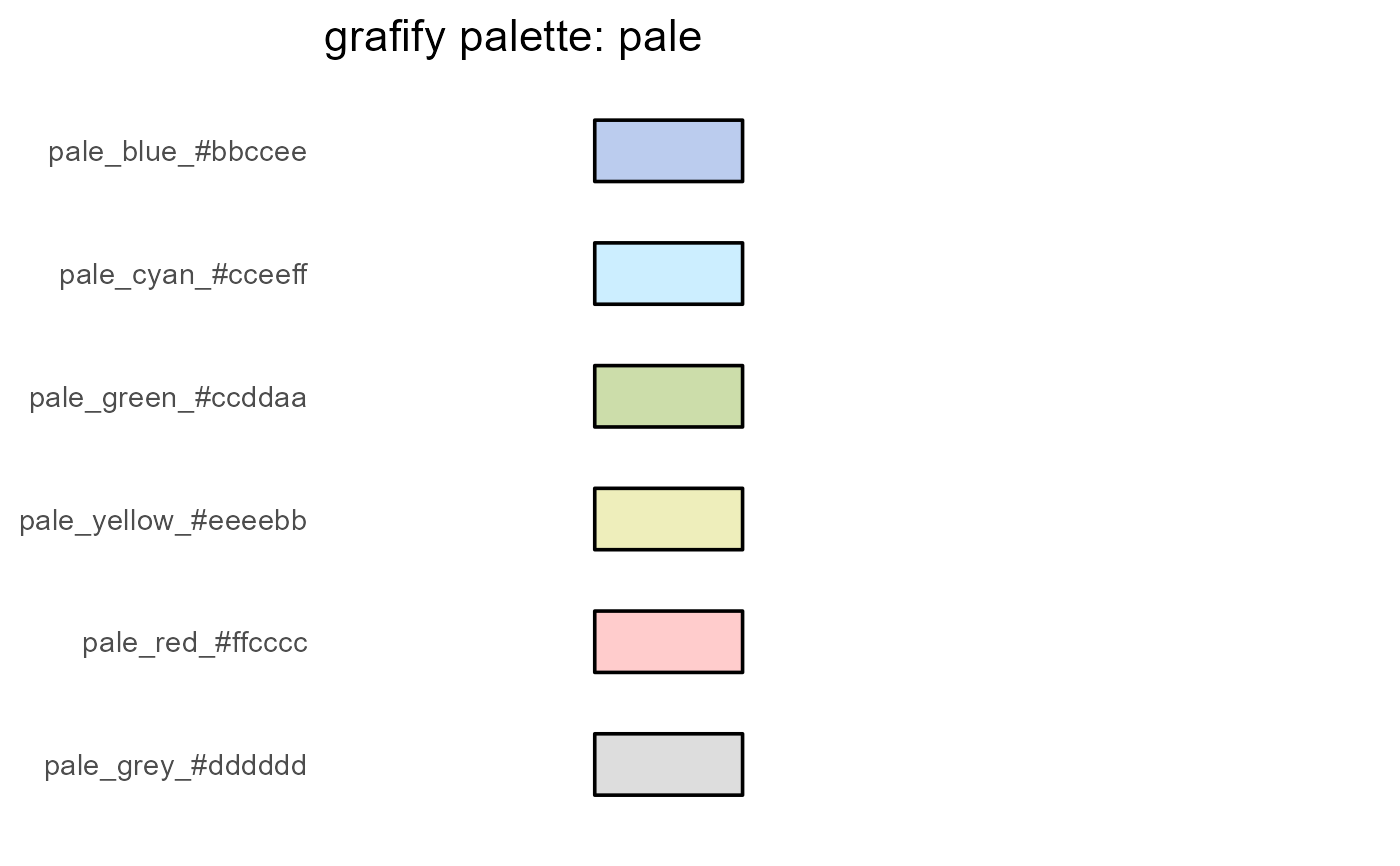 grafify palette: pale
pale_blue_#bbccee
pale_cyan_#cceeff
pale_green_#ccddaa
pale_yellow_#eeeebb
pale_red_#ffcccc
pale_grey_#dddddd